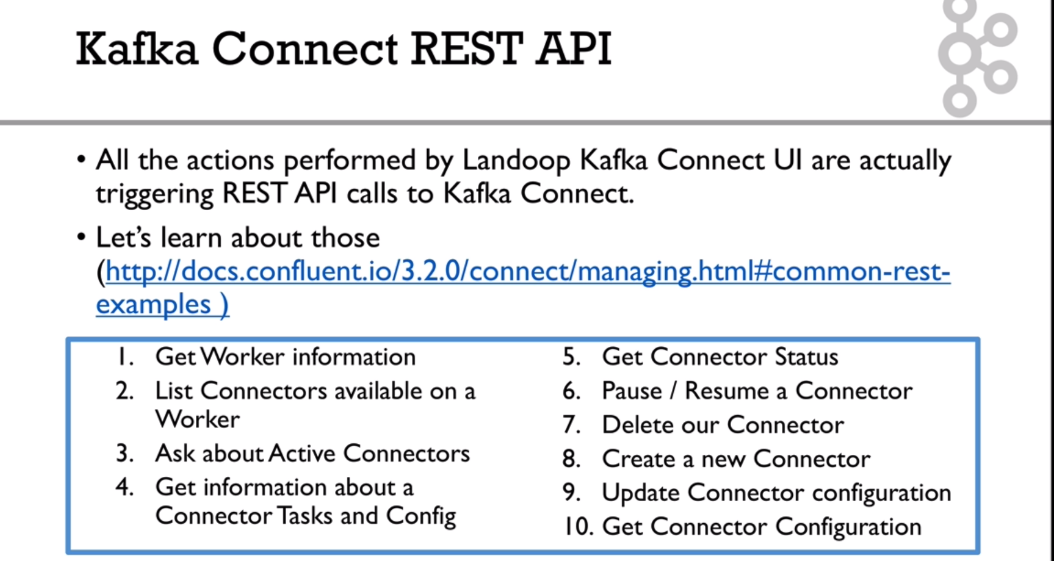 Kafka Connect REST API
• All the actions performed by Landoop Kafka Connect UI are actually
triggering REST API calls to Kafka Connect.
• Let's learn about those
(http://docs.confluent.io/3.2.0/connect/managing.html#common-rest-
examples )
1. Get Worker information
2. List Connectors available on a
Worker
3. Ask about Active Connectors
4. Get information about a
Connector Tasks and Config
5. Get Connector Status
6. Pause / Resume a Connector
7. Delete our Connector
8. Create a new Connector
9. Update Connector configuration
10. Get Connector Configuration